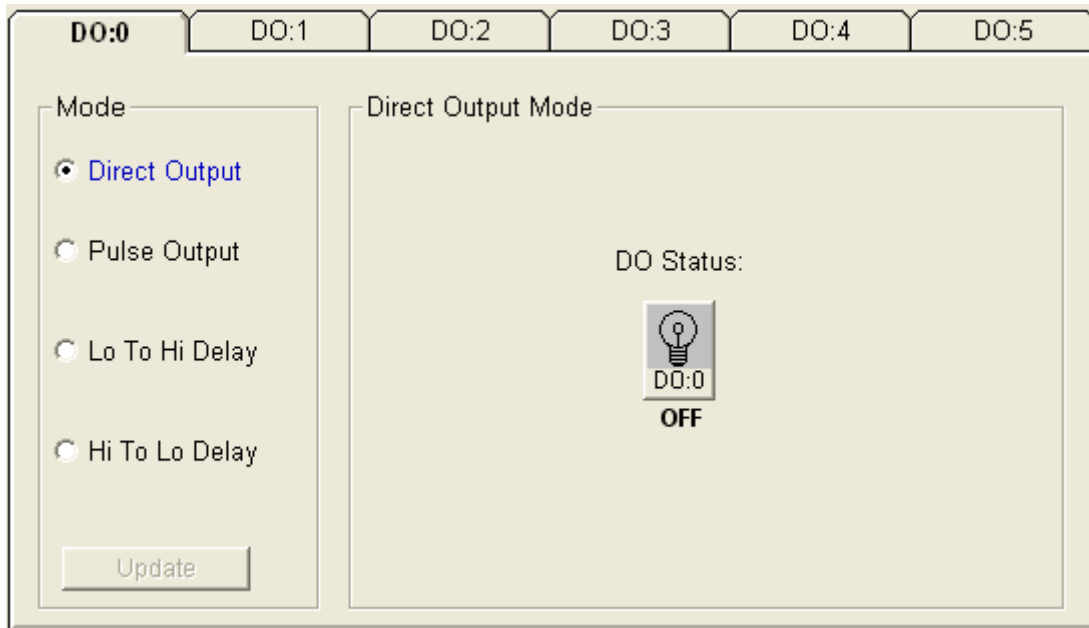 DO:0 DO:1 DO:2 DO:3 DO:4 DO:5
Mode
Direct Output
Pulse Output
Lo To Hi Delay
Hi To Lo Delay
Update
Direct Output Mode
DO Status:
DO:0
OFF